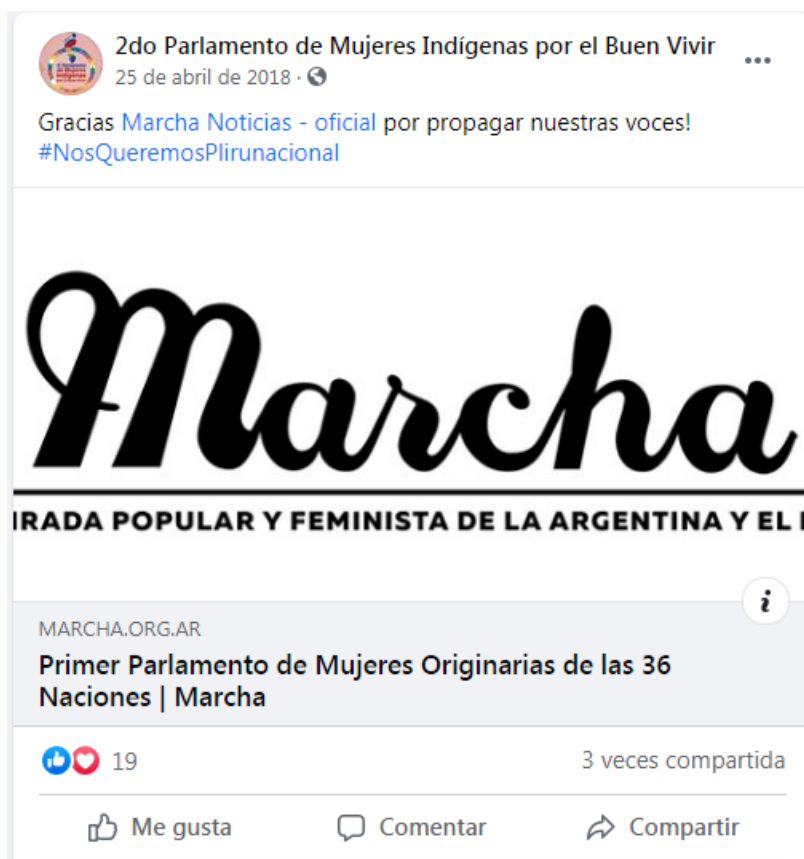 2do Parlamento de Mujeres Indígenas por el Buen Vivir
25 de abril de 2018 ·
Gracias Marcha Noticias - oficial por propagar nuestras voces!
#NosQueremosPlirunacional
Marcha
IRADA POPULAR Y FEMINISTA DE LA ARGENTINA Y EL
MARCHA.ORG.AR
Primer Parlamento de Mujeres Originarias de las 36
Naciones | Marcha
19
3 veces compartida
Me gusta
Comentar
Compartir